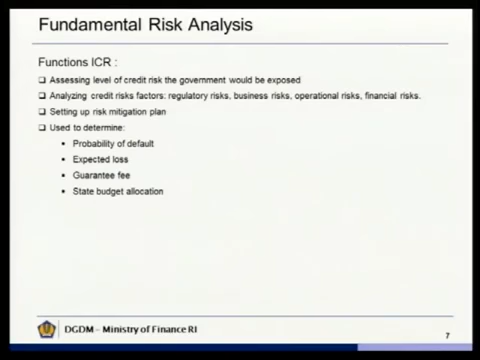 Fundamental Risk Analysis
Functions ICR :
Assessing level of credit risk the government would be exposed
Analyzing credit risks factors: regulatory risks, business risks, operational risks, financial risks.
Setting up risk mitigation plan
Used to determine:
Probability of default
Expected loss
Guarantee fee
State budget allocation
DGDM – Ministry of Finance RI
7